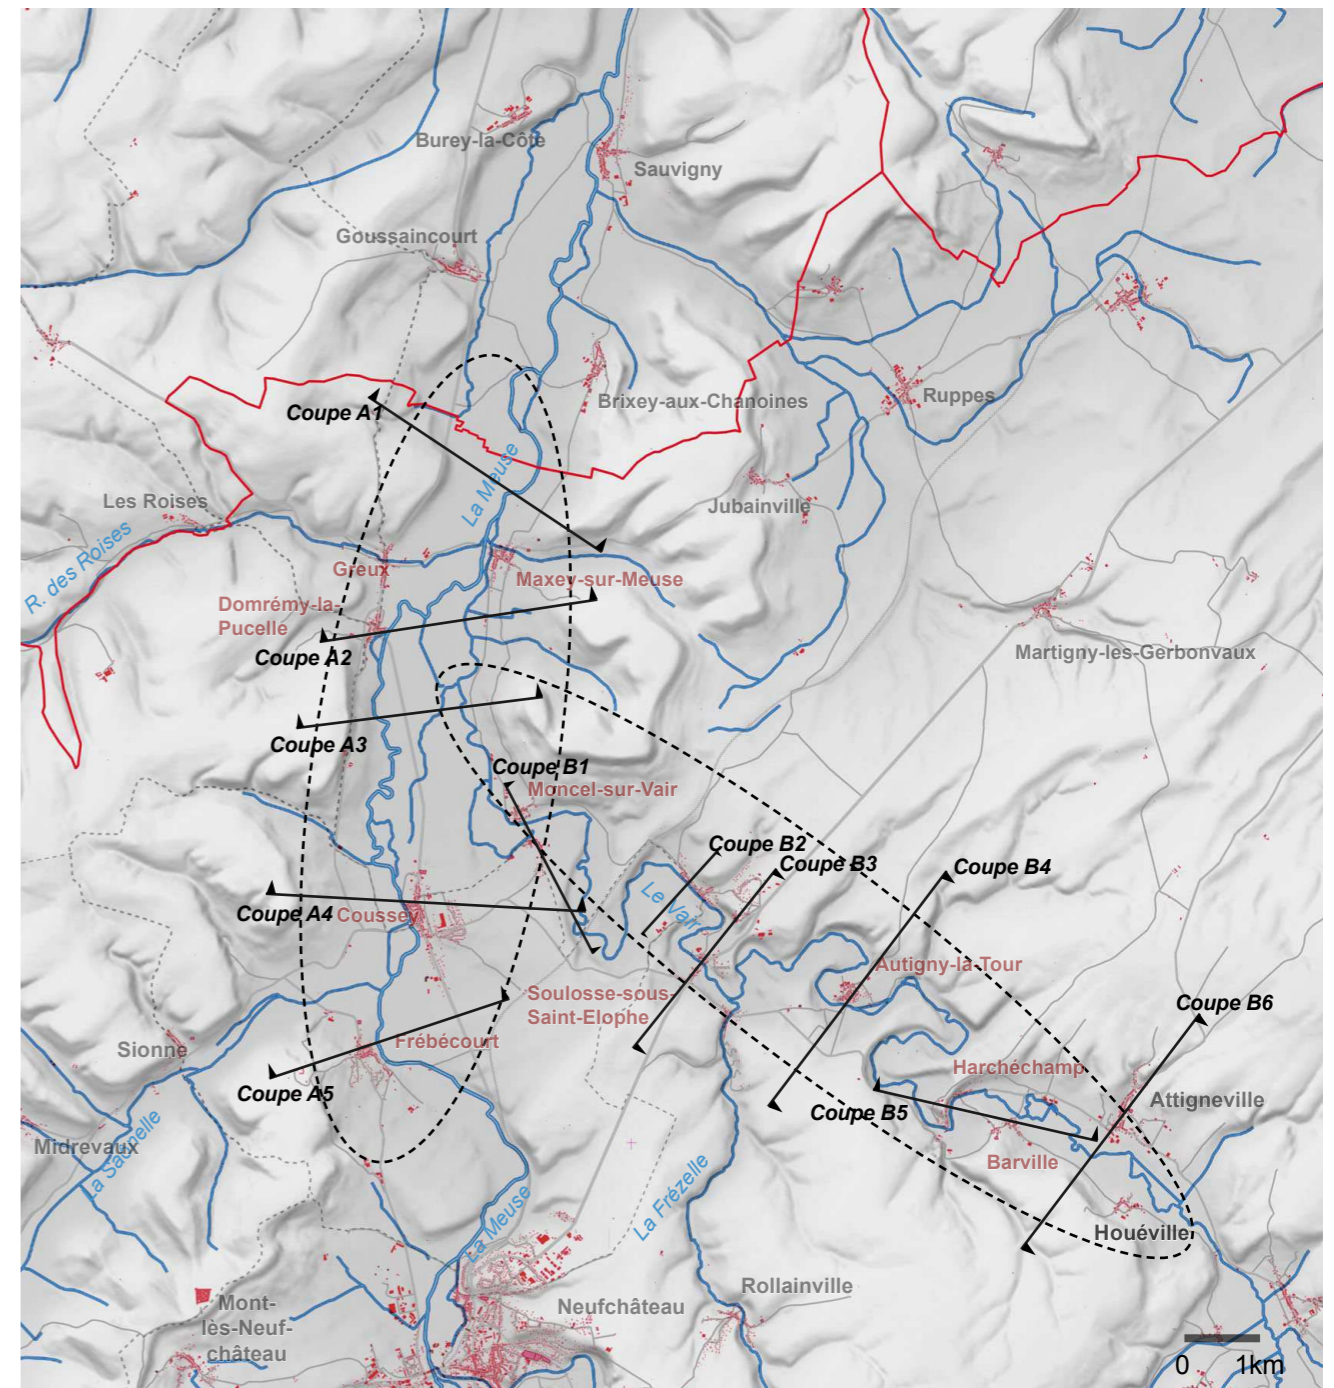 Burey-la-Côte
Sauvigny
Goussaincourt
Coupe A1
Brixey-aux-Chanoines
Ruppes
La Meuse
Les Roises
Jubainville
R. des Roises
Greux
Maxey-sur-Meuse
Domrémy-la-
Pucelle
Coupe A2
Martigny-les-Gerbonvaux
Coupe A3
Coupe B1
Moncel-sur-Vair
Coupe B2
Coupe B3
Coupe B4
Le Vair
Coupe A4
Coussey
Autigny-la-Tour
Soulosse-sous-
Saint-Elophe
Coupe B6
Sionne
Frébécourt
Harchéchamp
Coupe A5
Coupe B5
Attigneville
Midrevaux
La Saônelle
Barville
La Frézelle
La Meuse
Houéville
Rollainville
Neufchâteau
Mont-
lès-Neuf-
château
0 1km